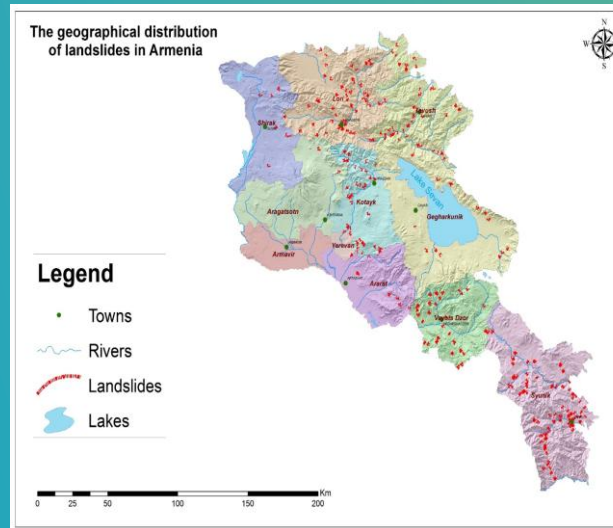 The geographical distribution
of landslides in Armenia
N
W
S
Lori
Tavush
Shirak
Lake Sevan
Kotayk
Gegharkunik
Aragatsotn
Yerevan
Armavir
Ararat
Vayots Dzor
Syunik
Legend
Towns
Rivers
Landslides
Lakes
Km
0 25 50 100 150 200